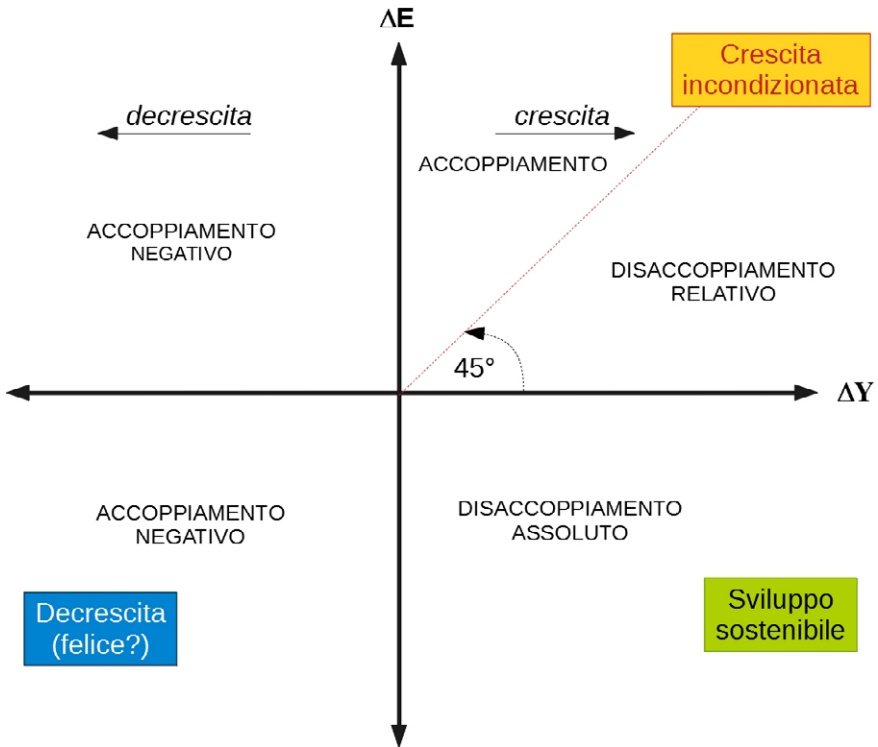 ΔE
Crescita
incondizionata
decrescita
crescita
ACCOPPIAMENTO
ACCOPPIAMENTO
NEGATIVO
DISACCOPPIAMENTO
RELATIVO
45°
ΔY
ACCOPPIAMENTO
NEGATIVO
DISACCOPPIAMENTO
ASSOLUTO
Decrescita
(felice?)
Sviluppo
sostenibile